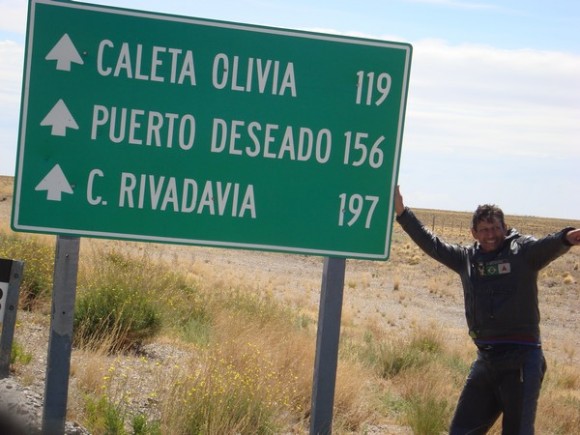 CALETA OLIVIA 119
PUERTO DESEADO 156
C. RIVADAVIA 197